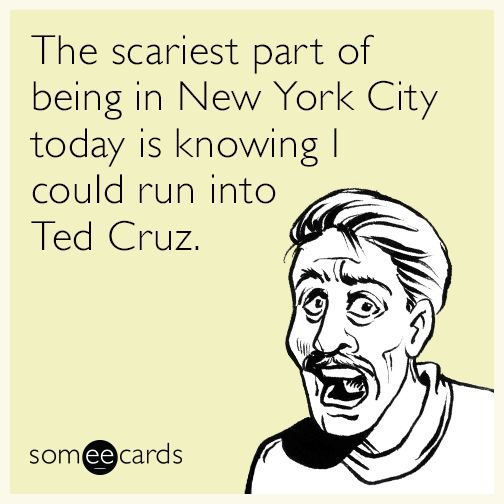 The scariest part of
being in New York City
today is knowing I
could run into
Ted Cruz.
someecards